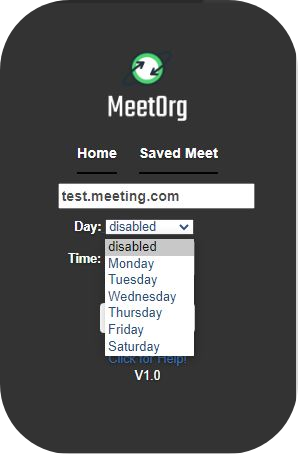 MeetOrg
Home Saved Meet
test.meeting.com
Day: disabled
disabled
Monday
Time:
Tuesday
Wednesday
Thursday
Friday
Saturday
Click for Help!
V1.0